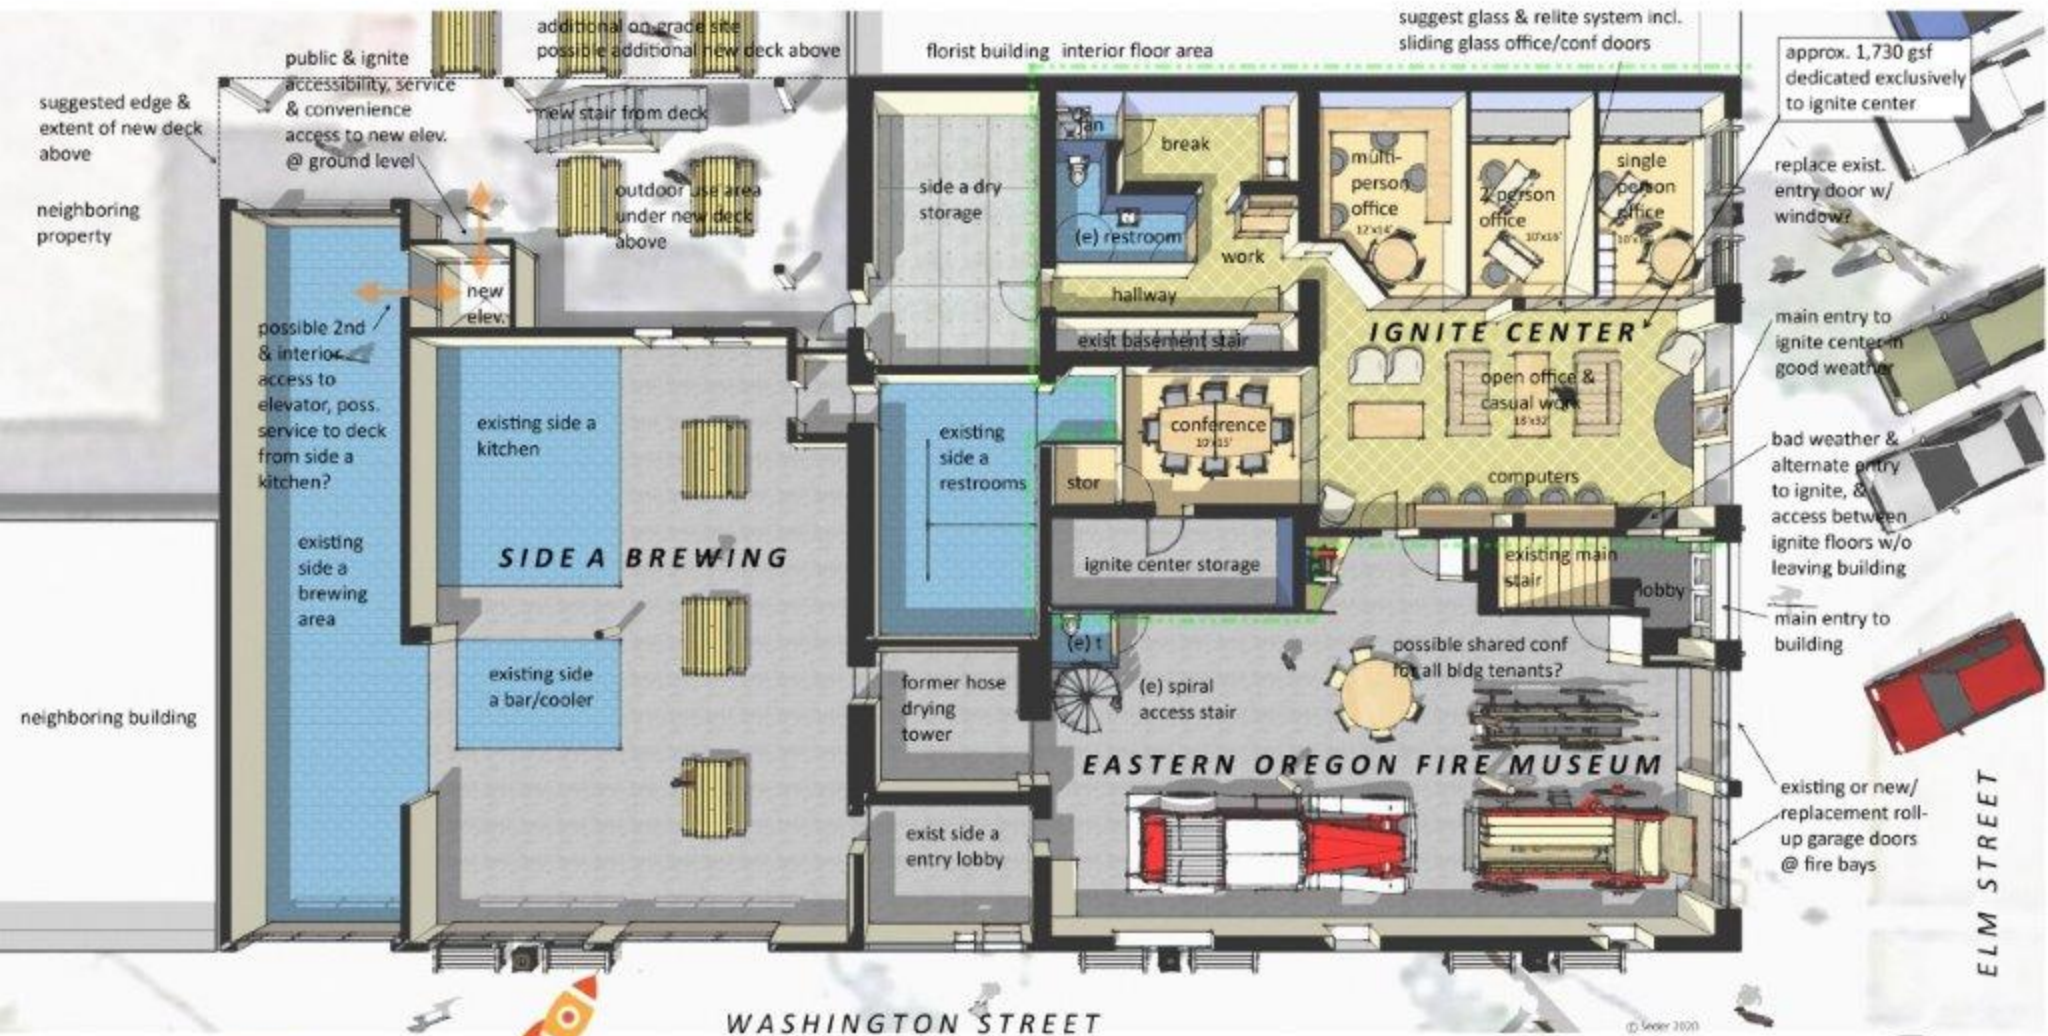 additional on-grade site
possible additional new deck above
florist building interior floor area
suggest glass & relite system incl.
sliding glass office/conf doors
approx. 1,730 gsf
dedicated exclusively
to ignite center
public & ignite
accessibility, service
& convenience
access to new elev.
@ ground level
suggested edge &
extent of new deck
above
neighboring
property
new stair from deck
outdoor use area
under new deck
above
side a dry
storage
jan
break
(e) restroom
work
hallway
exist basement stair
multi-
person
office
12'x14'
2 person
office
10'x16'
single
person
office
replace exist.
entry door w/
window?
new
elev.
possible 2nd
& interior
access to
elevator, poss.
service to deck
from side a
kitchen?
existing
side a
brewing
area
existing side a
kitchen
SIDE A BREWING
existing side
a bar/cooler
existing
side a
restrooms
stor
conference
10'x15'
IGNITE CENTER
open office &
casual work
18'x32'
computers
main entry to
ignite center in
good weather
bad weather &
alternate entry
to ignite, &
access between
ignite floors w/o
leaving building
ignite center storage
existing main
stair
lobby
main entry to
building
(e) t
(e) spiral
access stair
possible shared conf
for all bldg tenants?
former hose
drying
tower
EASTERN OREGON FIRE MUSEUM
exist side a
entry lobby
existing or new/
replacement roll-
up garage doors
@ fire bays
neighboring building
ELM STREET
WASHINGTON STREET
© Seder 2020